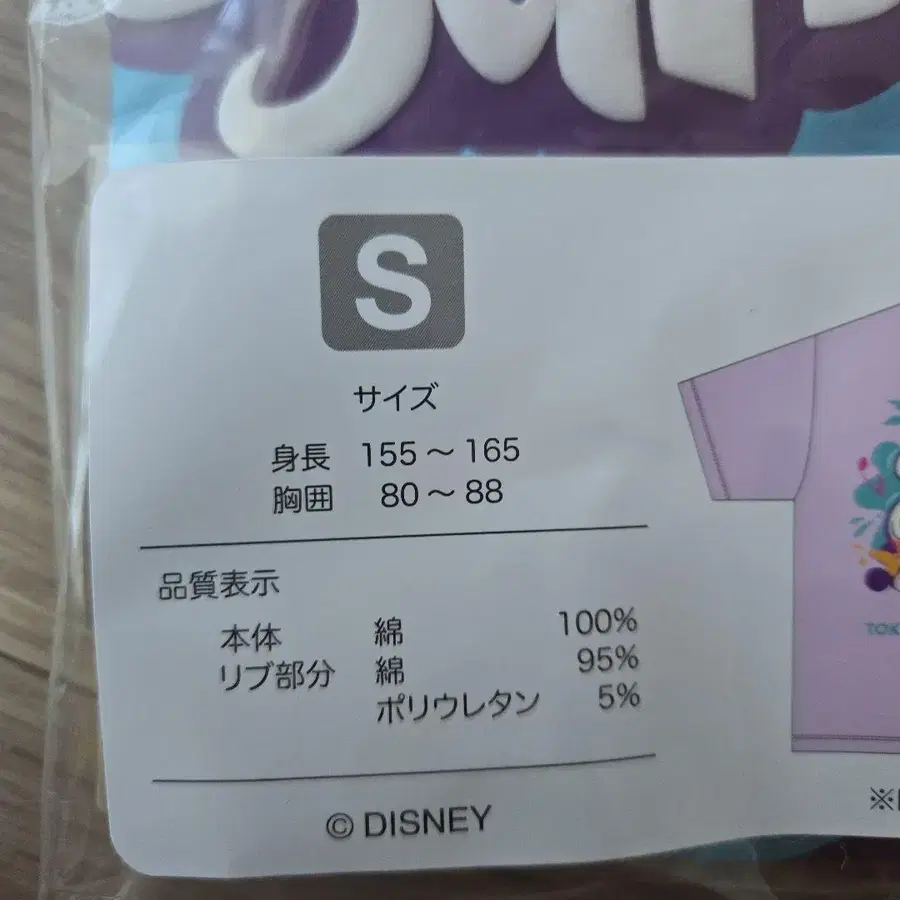 S
サイズ
身長 155～165
胸囲 80～88
品質表示
本体 綿 100%
リブ部分 綿 95%
ポリウレタン 5%
© DISNEY
TOK
※